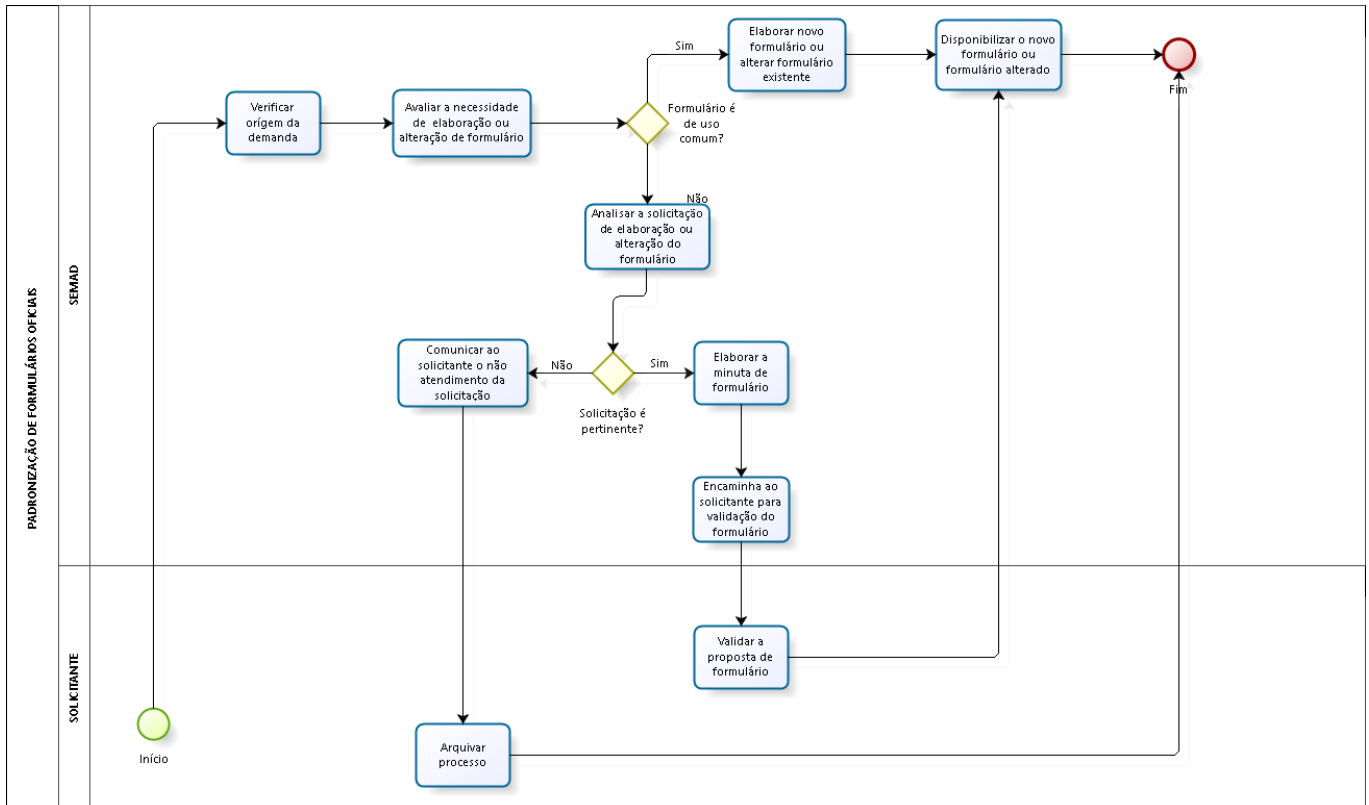 PADRONIZAÇÃO DE FORMULÁRIOS OFICIAIS
SEMAD
SOLICITANTE
Início
Verificar
orígem da
demanda
Avaliar a necessidade
de elaboração ou
alteração de formulário
Formulário é
de uso
comum?
Sim
Elaborar novo
formulário ou
alterar formulário
existente
Disponibilizar o novo
formulário ou
formulário alterado
Fim
Não
Analisar a solicitação
de elaboração ou
alteração do
formulário
Solicitação é
pertinente?
Não
Comunicar ao
solicitante o não
atendimento da
solicitação
Sim
Elaborar a
minuta de
formulário
Encaminha ao
solicitante para
validação do
formulário
Validar a
proposta de
formulário
Arquivar
processo